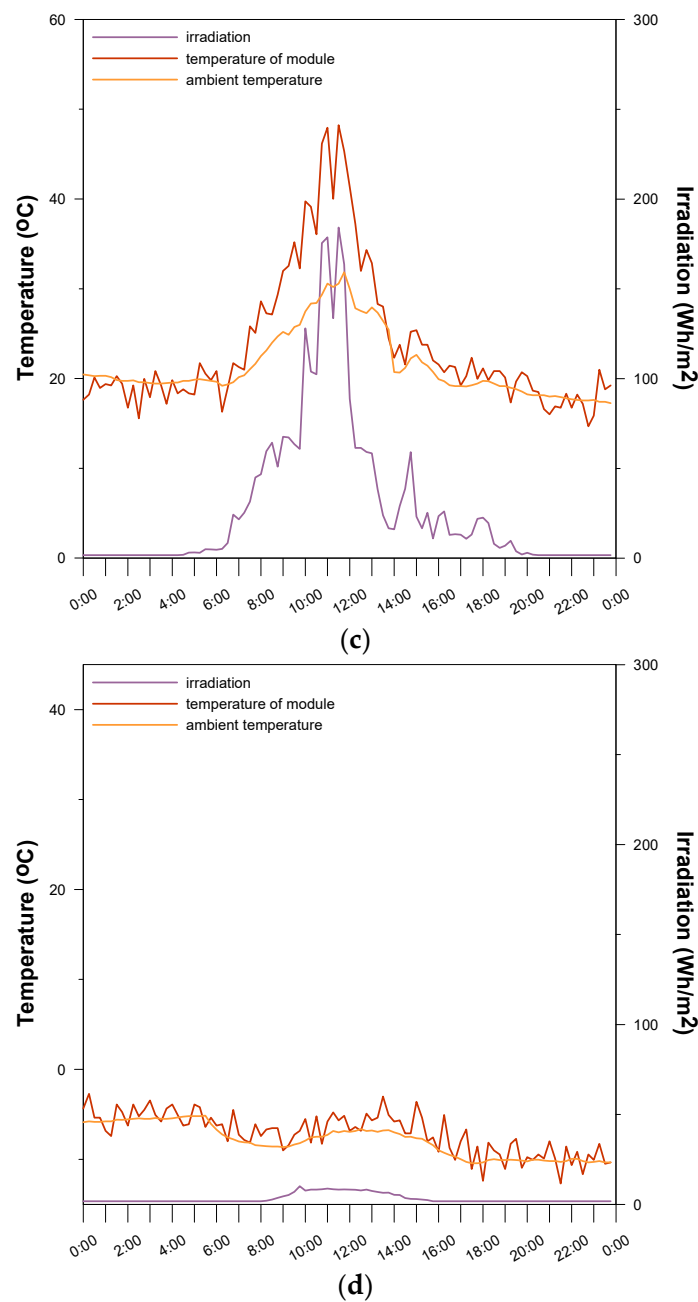 60
300
irradiation
temperature of module
ambient temperature
40
200
Temperature (ºC)
Irradiation (Wh/m2)
20
100
0
0
0:00 2:00 4:00 6:00 8:00 10:00 12:00 14:00 16:00 18:00 20:00 22:00 0:00
(c)
300
irradiation
temperature of module
ambient temperature
40
200
Temperature (ºC)
Irradiation (Wh/m2)
20
100
0
0
0:00 2:00 4:00 6:00 8:00 10:00 12:00 14:00 16:00 18:00 20:00 22:00 0:00
(d)